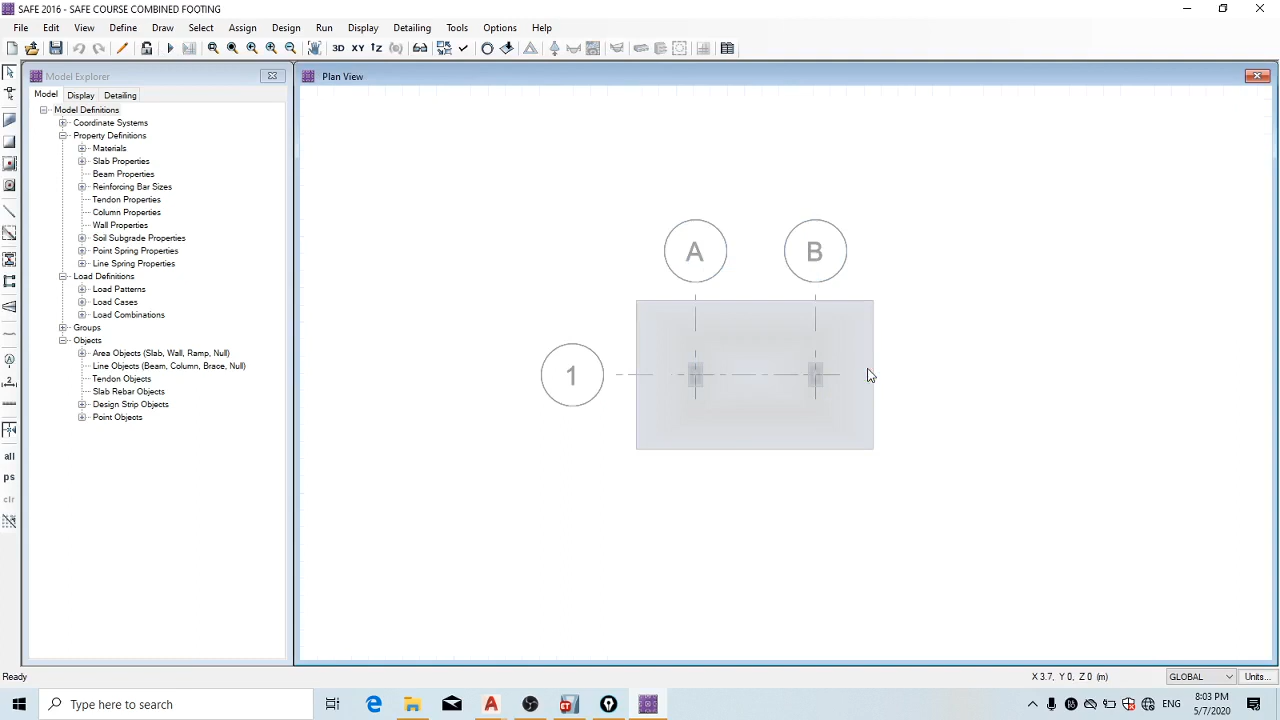 SAFE 2016 - SAFE COURSE COMBINED FOOTING
File Edit View Define Draw Select Assign Design Run Display Detailing Tools Options Help
3D XY
Model Explorer
Plan View
Model Display Detailing
Model Definitions
Coordinate Systems
Property Definitions
Materials
Slab Properties
Beam Properties
Reinforcing Bar Sizes
Tendon Properties
Column Properties
Wall Properties
Soil Subgrade Properties
Point Spring Properties
Line Spring Properties
Load Definitions
Load Patterns
Load Cases
Load Combinations
Groups
Objects
Area Objects (Slab, Wall, Ramp, Null)
Line Objects (Beam, Column, Brace, Null)
Tendon Objects
Slab Rebar Objects
Design Strip Objects
Point Objects
all
ps
clr
A B
1
Ready
X 3.7, Y 0, Z 0 (m)
GLOBAL
Units...
Type here to search
ENG
8:03 PM
5/7/2020